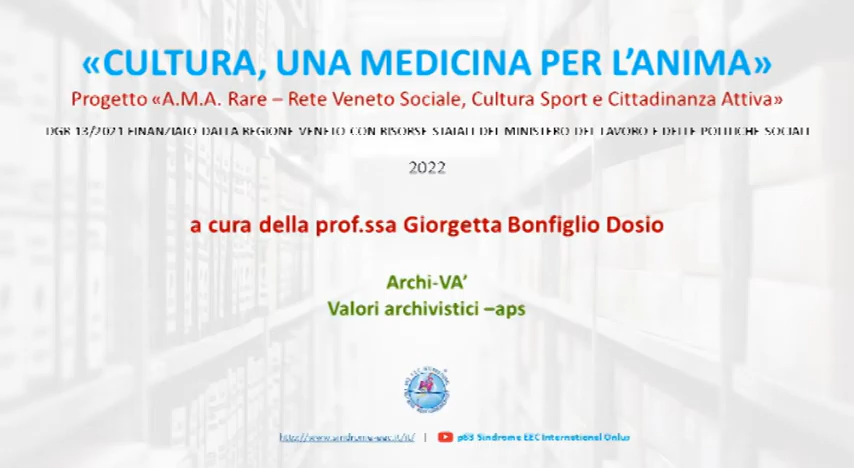 «CULTURA, UNA MEDICINA PER L'ANIMA»
Progetto «A.M.A. Rare – Rete Veneto Sociale, Cultura Sport e Cittadinanza Attiva»
DGR 13/2021 FINANZIATO DALLA REGIONE VENETO CON RISORSE STATALI DEL MINISTERO DEL LAVORO E DELLE POLITICHE SOCIALI
2022
a cura della prof.ssa Giorgetta Bonfiglio Dosio
Archi-VA'
Valori archivistici –aps
| p63 Sindrome EEC International Onlus